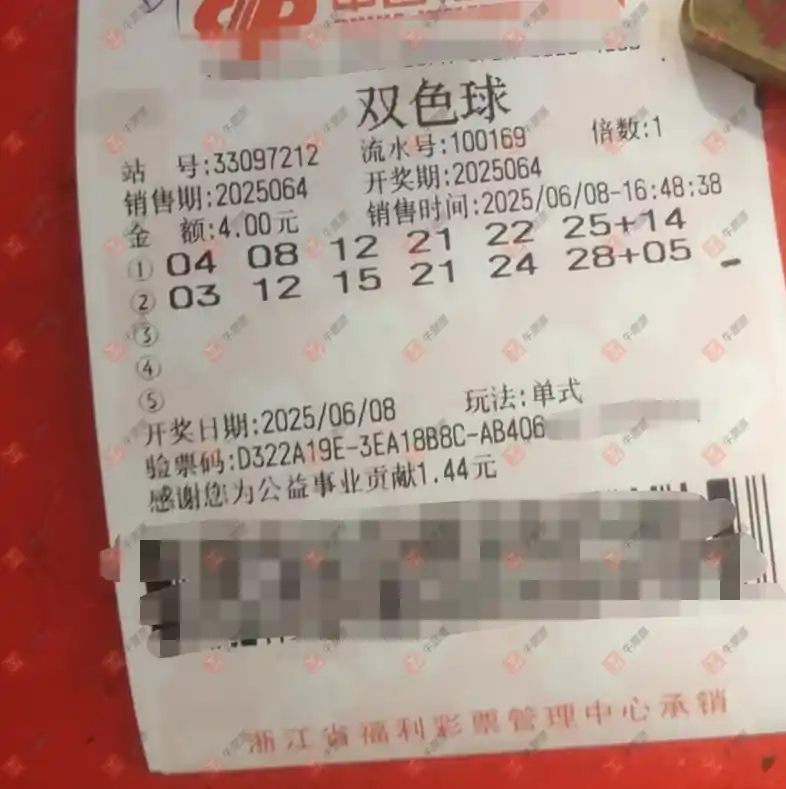 双色球
站 号:33097212 流水号:100169 倍数:1
销售期:2025064 开奖期:2025064
金 额:4.00元 销售时间:2025/06/08-16:48:38
① 04 08 12 21 22 25+14
② 03 12 15 21 24 28+05
③
④
⑤
开奖日期:2025/06/08 玩法:单式
验票码:D322A19E-3EA18B8C-AB406
感谢您为公益事业贡献1.44元
浙江省福利彩票管理中心承销